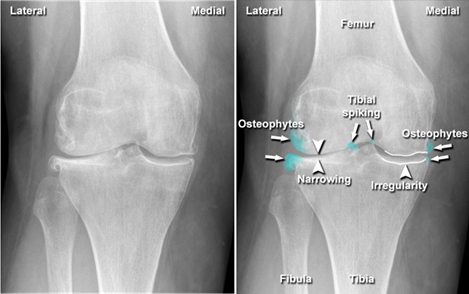 Lateral
Medial
Lateral
Medial
Femur
Tibial
spiking
Osteophytes
Osteophytes
Narrowing
Irregularity
Fibula
Tibia